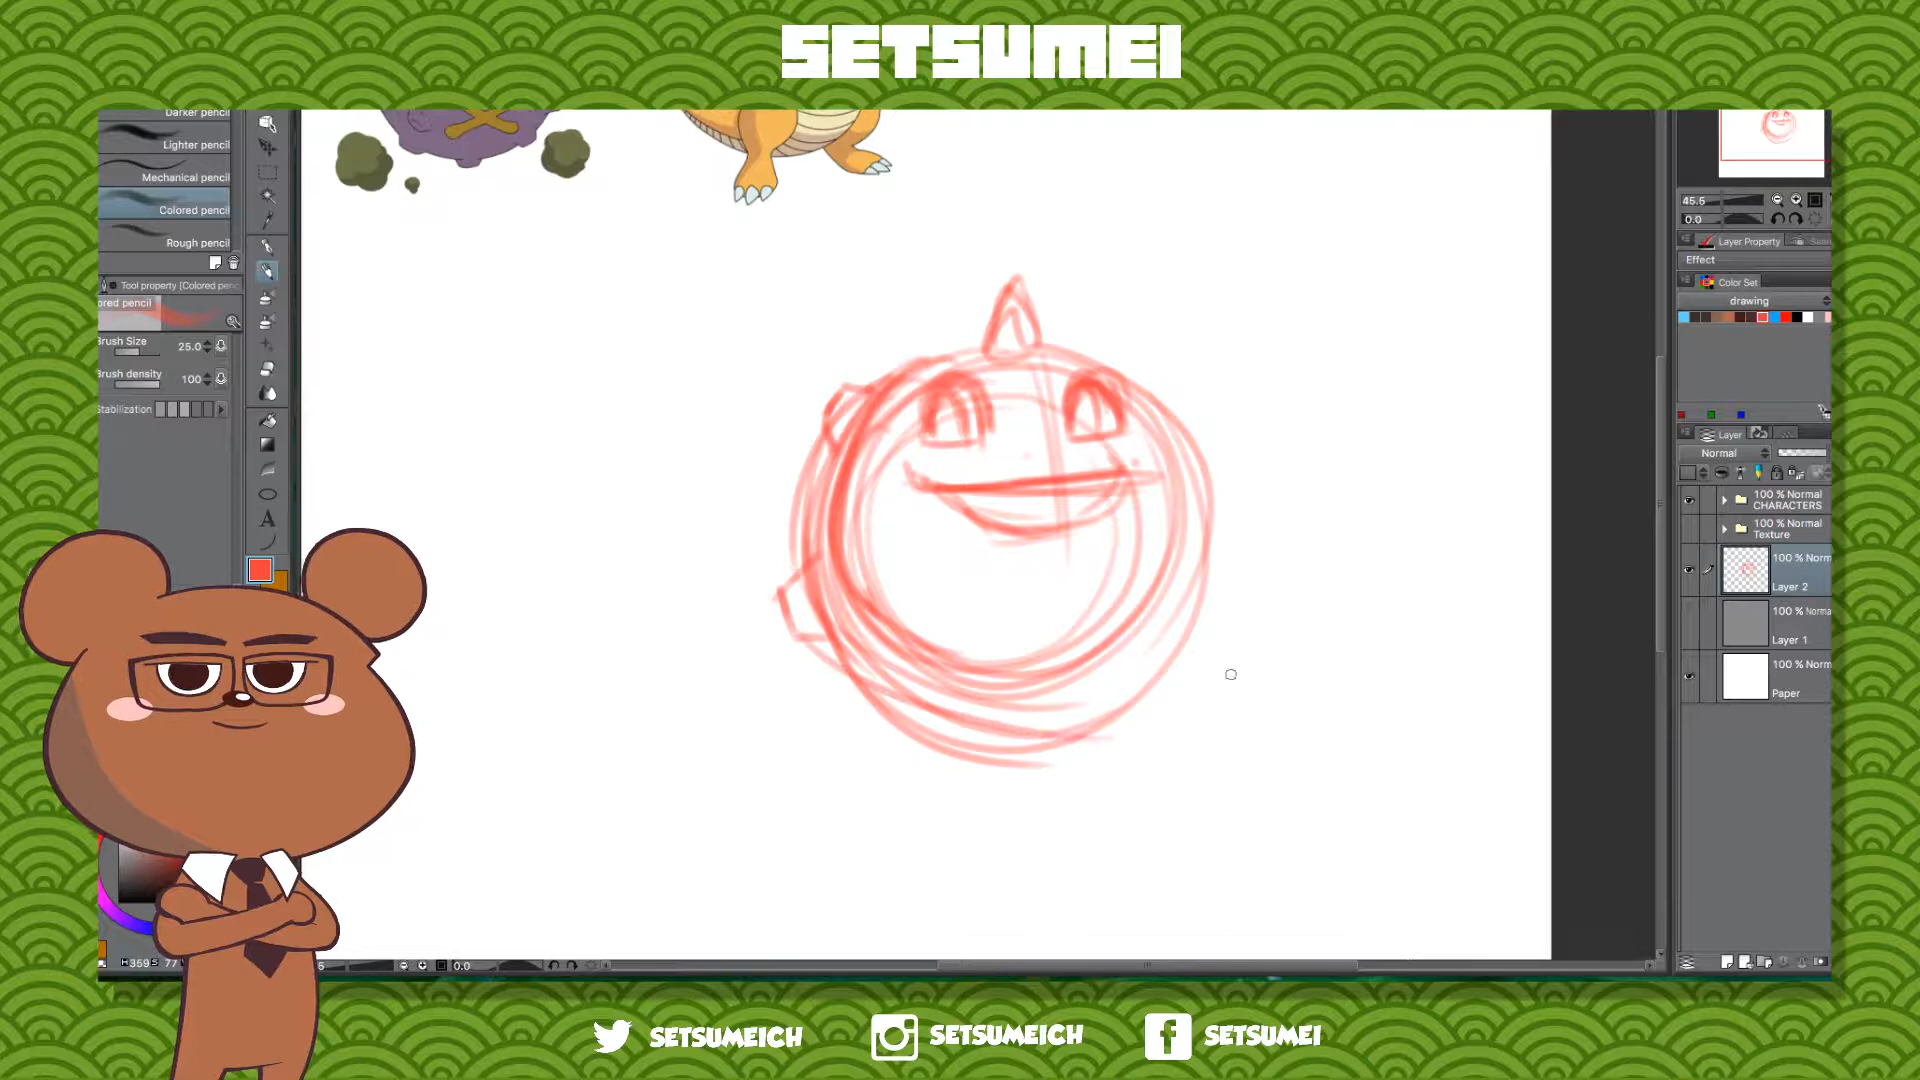 SETSUMEI
Darker pencil
Lighter pencil
Mechanical pencil
Colored pencil
Rough pencil
Tool property (Colored penc
ored pencil
Brush Size 25.0
Brush density 100
Stabilization
A
359 S 77
0.0
45.5
0.0
Layer Property
Effect
Color Set
drawing
Layer
Normal
100 % Normal
CHARACTERS
100 % Normal
Texture
100 % Norm
Layer 2
100 % Norma
Layer 1
100 % Norm
Paper
SETSUMEICH
SETSUMEICH
SETSUMEI